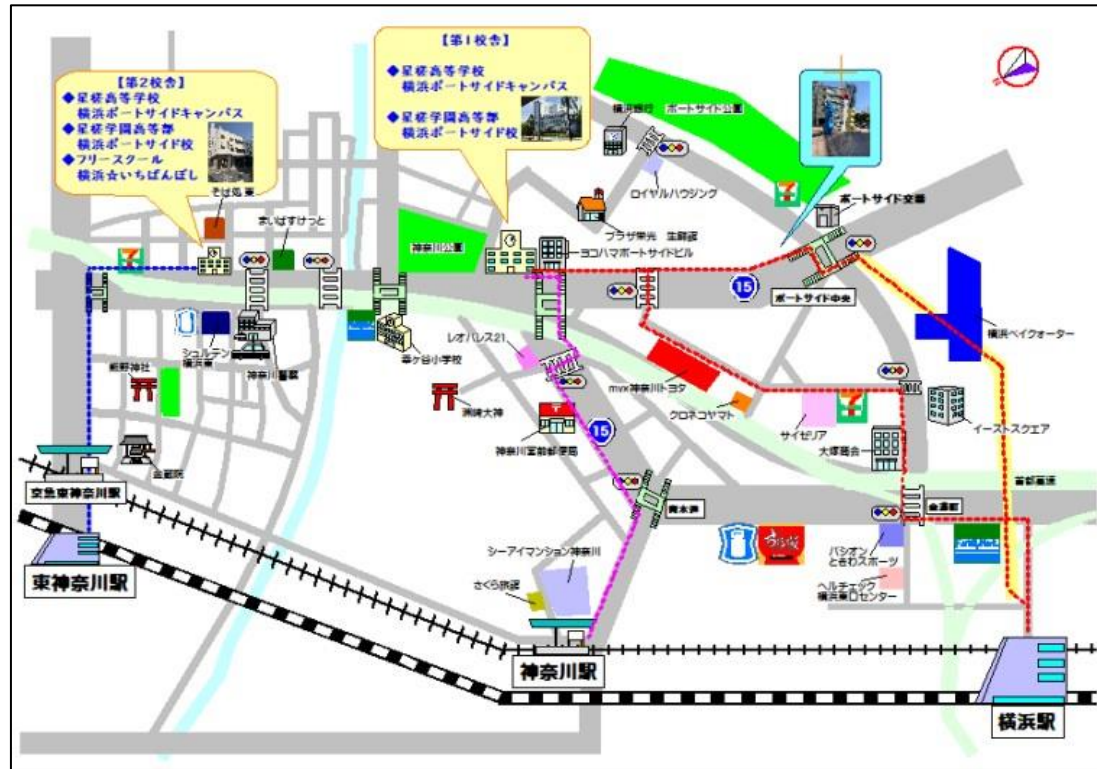 【第2校舎】
◆星槎高等学校
横浜ポートサイドキャンパス
◆星槎学園高等部
横浜ポートサイド校
◆フリースクール
横浜☆いちばんぼし
【第1校舎】
◆星槎高等学校
横浜ポートサイドキャンパス
◆星槎学園高等部
横浜ポートサイド校
横浜銀行
ポートサイド公園
ロイヤルハウジング
ポートサイド交番
そば処 東
まいばすけっと
神奈川公園
プラザ栄光 生鮮館
ヨコハマポートサイドビル
15
ポートサイド中央
横浜ベイクォーター
シュルテン
横浜東
神奈川警察
幸ヶ谷小学校
レオパレス21
熊野神社
洲崎大神
神奈川宮前郵便局
15
mvx神奈川トヨタ
クロネコヤマト
サイゼリア
大塚商会
イーストスクエア
金蔵院
京急東神奈川駅
青木通
金港町
首都高速
東神奈川駅
シーアイマンション神奈川
さくら旅館
パシオン
ときわスポーツ
ヘルチェック
横浜東口センター
神奈川駅
横浜駅